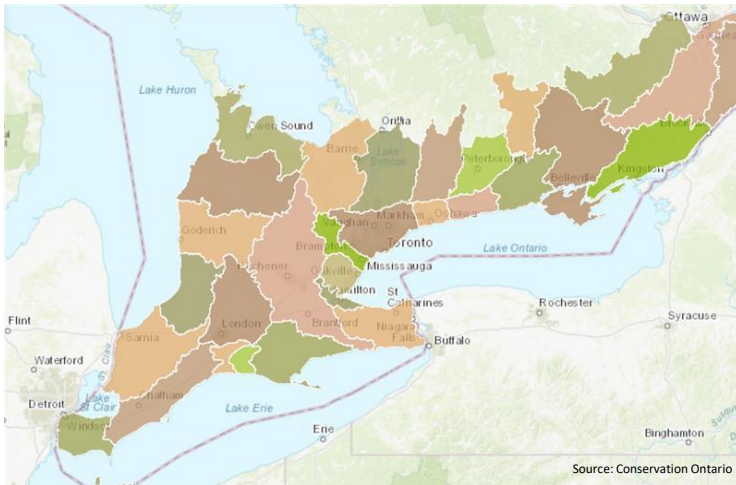 Ottawa
Lake Huron
Owen Sound
Orillia
Barrie
Lake
Simcoe
Peterborough
Belleville
Kingston
Goderich
Vaughan
Markham
Oshawa
Brampton
Toronto
Lake Ontario
Kitchener
Oakville
Mississauga
Hamilton
St
Catharines
Rochester
Brantford
Niagara
Falls
London
Syracuse
Flint
Sarnia
Buffalo
St. Clair
Waterford
Chatham
Lake
St Clair
Detroit
Lake Erie
Windsor
Erie
Binghamton
Source: Conservation Ontario